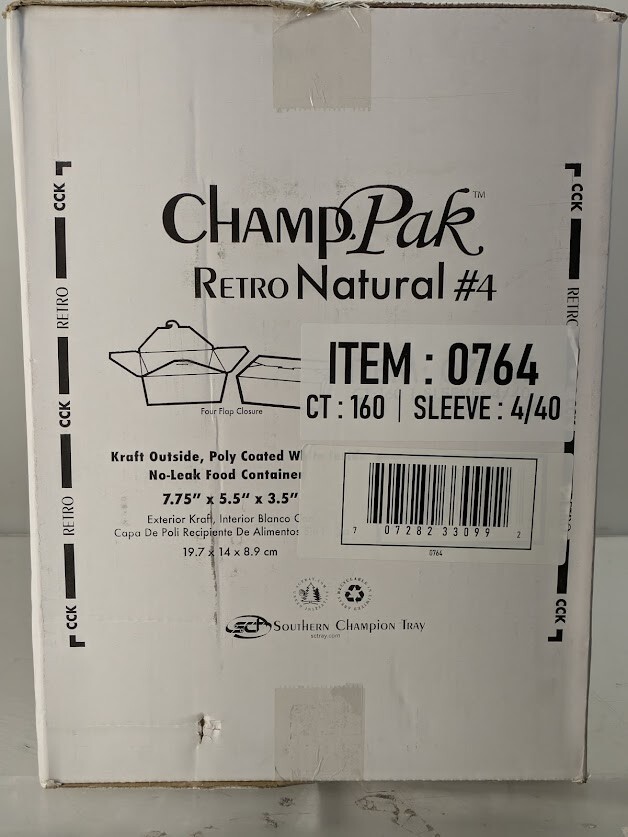 CHAMP.Pak™
RETRO Natural #4
ITEM : 0764
CT : 160 | SLEEVE : 4/40
Four Flap Closure
Kraft Outside, Poly Coated
No-Leak Food Container
7.75" x 5.5" x 3.5"
Exterior Kraft, Interior Blanco
Capa De Poli Recipiente De Alimentos
19.7 x 14 x 8.9 cm
7 07282 33099 2
0764
SOUTHERN CHAMPION TRAY
sctray.com
CCK RETRO CCK RETRO CCK
CCK RETRO RETRO CCK